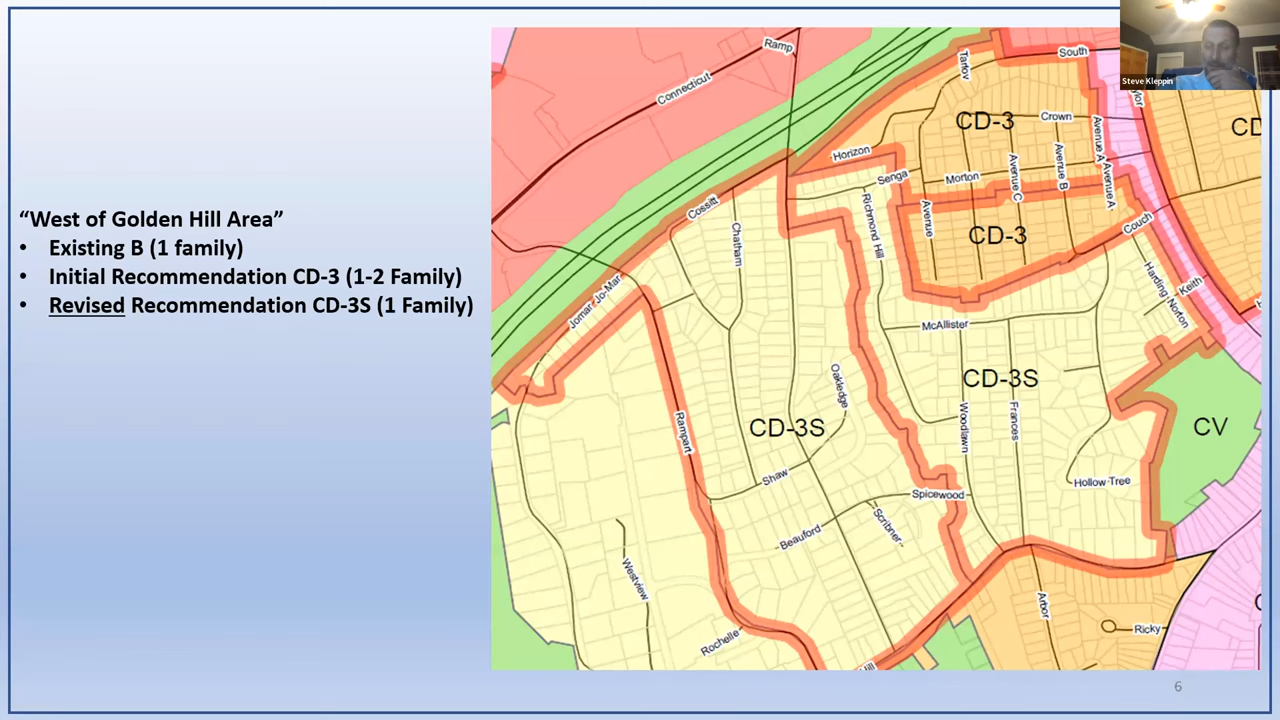 Steve Kleppin
“West of Golden Hill Area”
• Existing B (1 family)
• Initial Recommendation CD-3 (1-2 Family)
• Revised Recommendation CD-3S (1 Family)
Ramp
Connecticut
South
Tarlov
CD-3
Crown
Avenue A
Avenue B
Avenue C
Avenue A
Horizon
Senga
Morton
Cossitt
Chatham
Richmond Hill
Avenue
CD-3
Couch
Harding
Norton
Keith
Jomar
Jo-Mar
McAllister
CD-3S
Oakledge
Rampart
CD-3S
Woodlawn
Frances
CV
Shaw
Spicewood
Hollow Tree
Beauford
Scribner
Westview
Rochelle
Arbor
Ricky
6